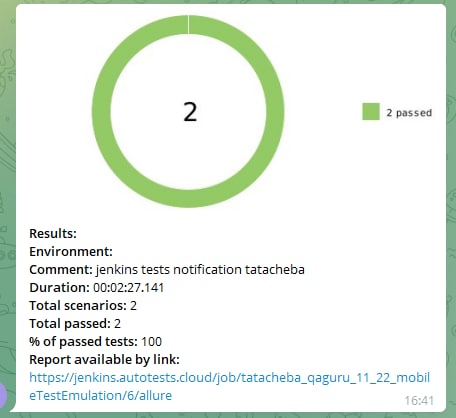 2
2 passed
Results:
Environment:
Comment: jenkins tests notification tatacheba
Duration: 00:02:27.141
Total scenarios: 2
Total passed: 2
% of passed tests: 100
Report available by link:
https://jenkins.autotests.cloud/job/tatacheba_qaguru_11_22_mobil
eTestEmulation/6/allure
16:41